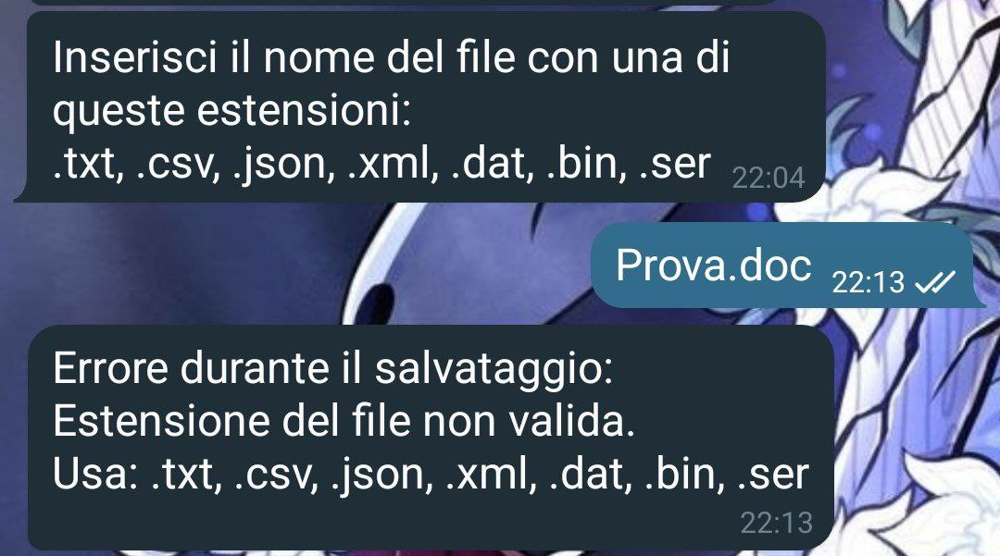 Inserisci il nome del file con una di
queste estensioni:
.txt, .csv, .json, .xml, .dat, .bin, .ser 22:04
Prova.doc 22:13
Errore durante il salvataggio:
Estensione del file non valida.
Usa: .txt, .csv, .json, .xml, .dat, .bin, .ser
22:13